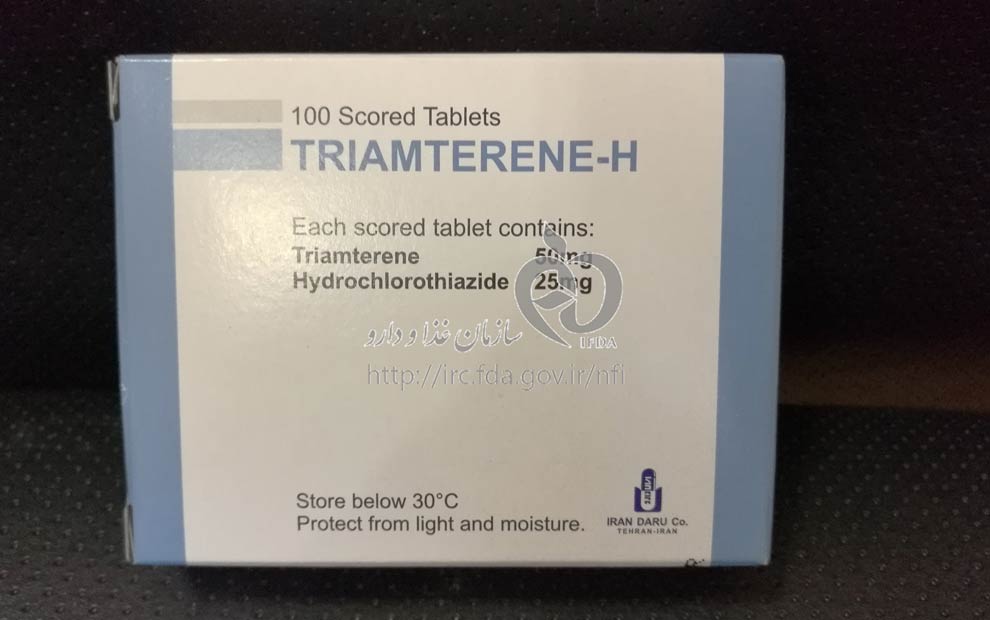 100 Scored Tablets
TRIAMTERENE-H
Each scored tablet contains:
Triamterene 50mg
Hydrochlorothiazide 25mg
IFDA
سازمان غذا و دارو
http://irc.fda.gov.ir/nfi
Store below 30°C
Protect from light and moisture.
IRAN DARU Co.
TEHRAN-IRAN